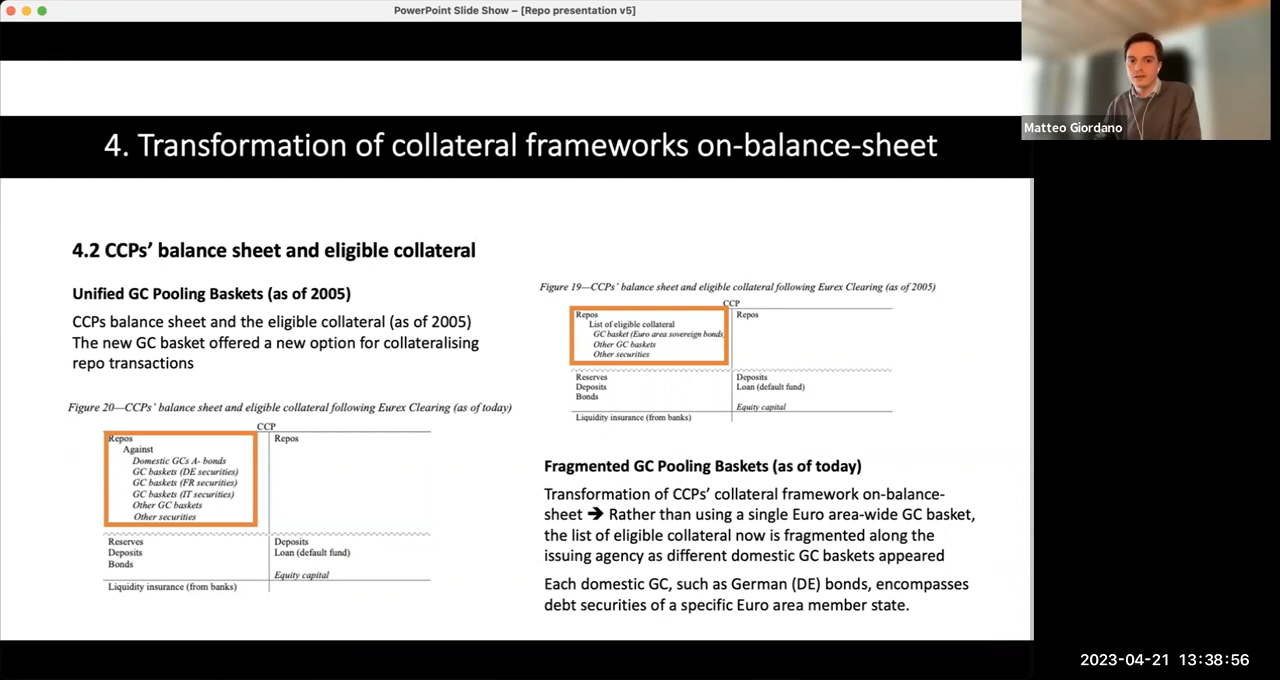 PowerPoint Slide Show – [Repo presentation v5]
Matteo Giordano
4. Transformation of collateral frameworks on-balance-sheet
4.2 CCPs’ balance sheet and eligible collateral
Unified GC Pooling Baskets (as of 2005)
CCPs balance sheet and the eligible collateral (as of 2005)
The new GC basket offered a new option for collateralising
repo transactions
Figure 20—CCPs’ balance sheet and eligible collateral following Eurex Clearing (as of today)
CCP
Repos
Repos
Against
Domestic GCs A- bonds
GC baskets (DE securities)
GC baskets (FR securities)
GC baskets (IT securities)
Other GC baskets
Other securities
Reserves
Deposits
Deposits
Loan (default fund)
Bonds
Equity capital
Liquidity insurance (from banks)
Figure 19—CCPs’ balance sheet and eligible collateral following Eurex Clearing (as of 2005)
CCP
Repos
Repos
List of eligible collateral
GC basket (Euro area sovereign bonds
Other GC baskets
Other securities
Reserves
Deposits
Deposits
Loan (default fund)
Bonds
Equity capital
Liquidity insurance (from banks)
Fragmented GC Pooling Baskets (as of today)
Transformation of CCPs’ collateral framework on-balance-
sheet ➔ Rather than using a single Euro area-wide GC basket,
the list of eligible collateral now is fragmented along the
issuing agency as different domestic GC baskets appeared
Each domestic GC, such as German (DE) bonds, encompasses
debt securities of a specific Euro area member state.
2023-04-21 13:38:56